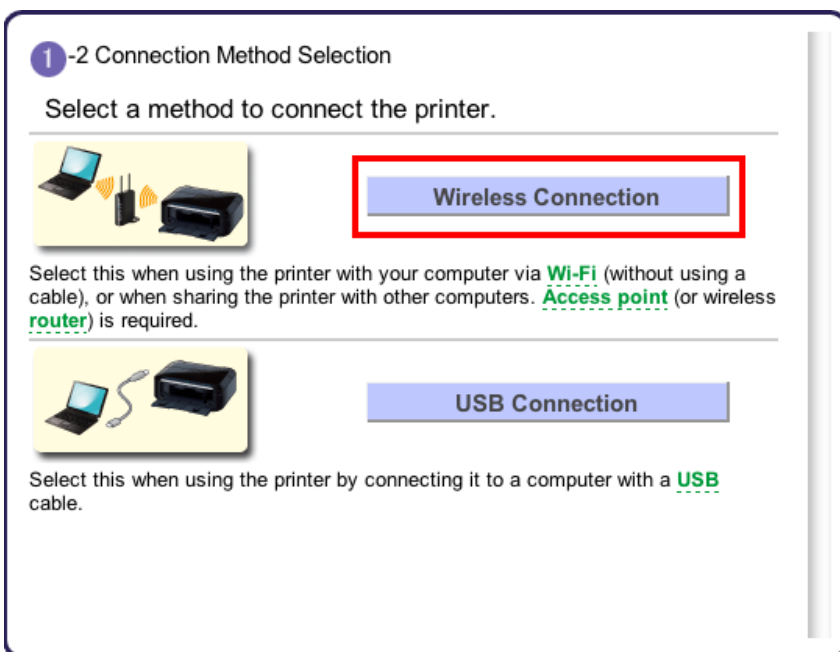 1-2 Connection Method Selection
Select a method to connect the printer.
Wireless Connection
Select this when using the printer with your computer via Wi-Fi (without using a
cable), or when sharing the printer with other computers. Access point (or wireless
router) is required.
USB Connection
Select this when using the printer by connecting it to a computer with a USB
cable.